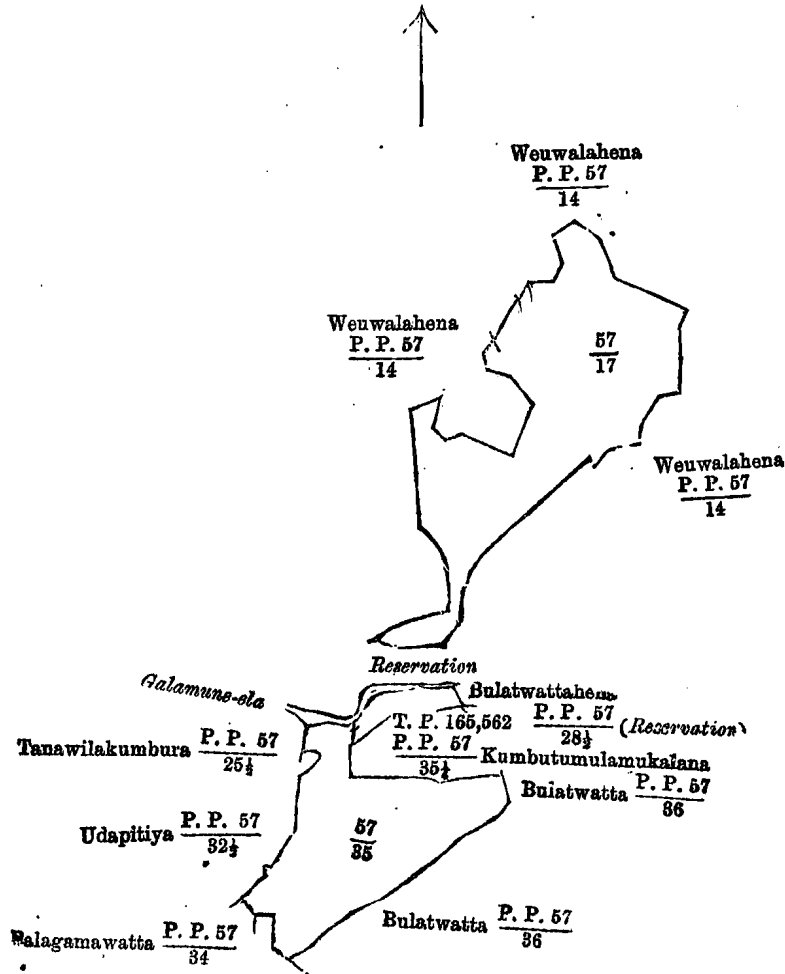 Weuwalahena
P. P. 57
14
Weuwalahena
P. P. 57
14
57
17
Weuwalahena
P. P. 57
14
Reservation
Galamune-ela
Bulatwattahena
T. P. 165,562 P. P. 57 (Reservation)
28½
Tanawilakumbura P. P. 57
25½
P. P. 57 Kumbutumulamukalana
35½
Bulatwatta P. P. 57
36
Udapitiya P. P. 57
32½
57
35
Bulatwatta P. P. 57
36
P. P. 57
34